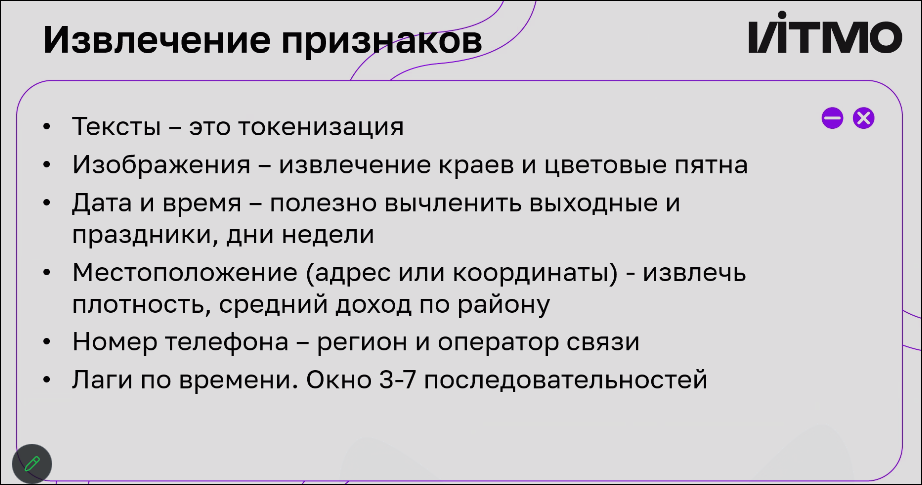 Извлечение признаков
ИТМО
• Тексты – это токенизация
• Изображения – извлечение краев и цветовые пятна
• Дата и время – полезно вычленить выходные и
праздники, дни недели
• Местоположение (адрес или координаты) - извлечь
плотность, средний доход по району
• Номер телефона – регион и оператор связи
• Лаги по времени. Окно 3-7 последовательностей